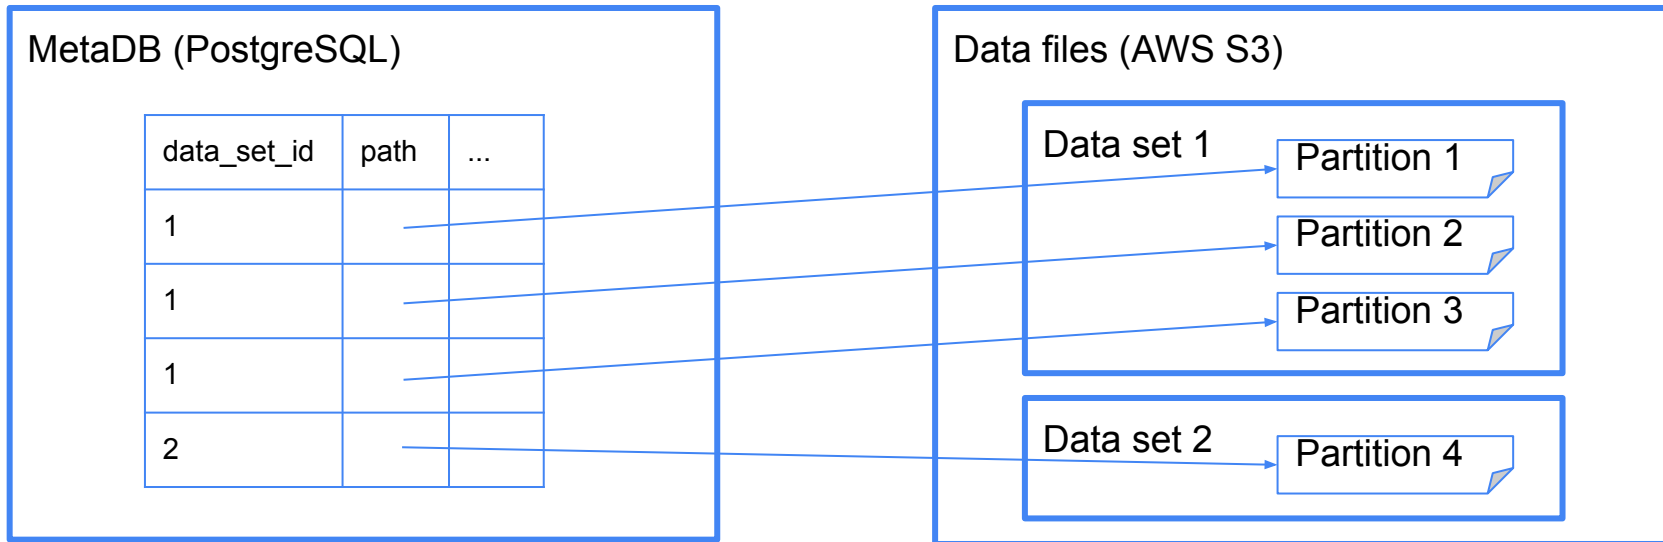 MetaDB (PostgreSQL)
data_set_id path ...
1
1
1
2
Data files (AWS S3)
Data set 1
Partition 1
Partition 2
Partition 3
Data set 2
Partition 4